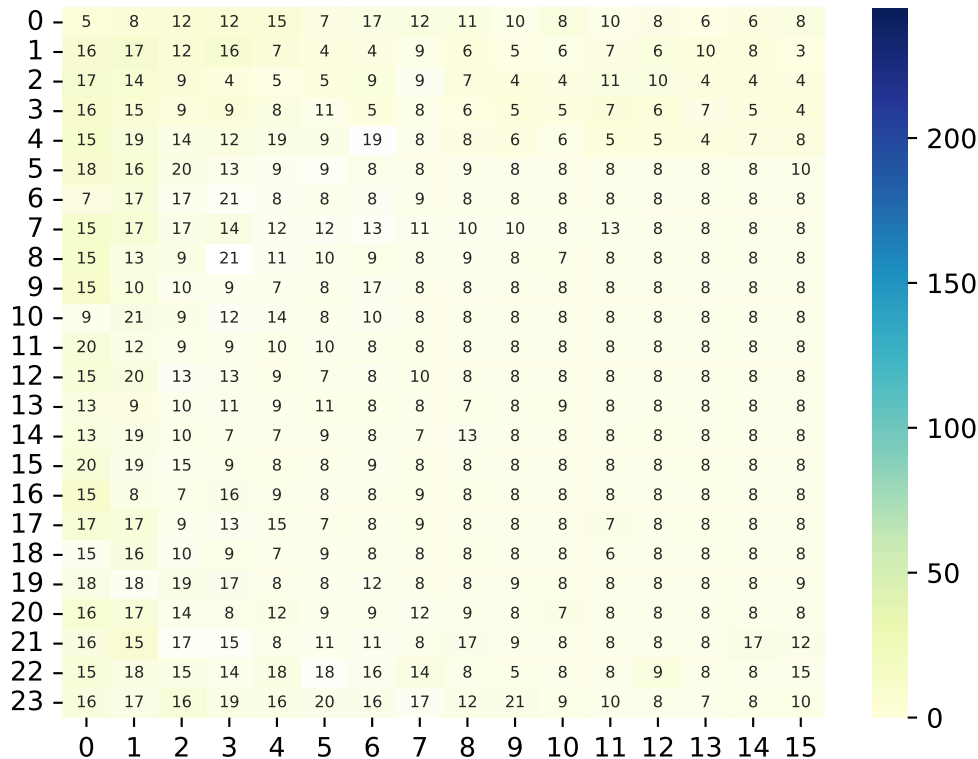 0 5 8 12 12 15 7 17 12 11 10 8 10 8 6 6 8
1 16 17 12 16 7 4 4 9 6 5 6 7 6 10 8 3
2 17 14 9 4 5 5 9 9 7 4 4 11 10 4 4 4
3 16 15 9 9 8 11 5 8 6 5 5 7 6 7 5 4
4 15 19 14 12 19 9 19 8 8 6 6 5 5 4 7 8
200
5 18 16 20 13 9 9 8 8 9 8 8 8 8 8 8 10
6 7 17 17 21 8 8 8 9 8 8 8 8 8 8 8 8
7 15 17 17 14 12 12 13 11 10 10 8 13 8 8 8 8
8 15 13 9 21 11 10 9 8 9 8 7 8 8 8 8 8
150
9 15 10 10 9 7 8 17 8 8 8 8 8 8 8 8 8
10 9 21 9 12 14 8 10 8 8 8 8 8 8 8 8 8
11 20 12 9 9 10 10 8 8 8 8 8 8 8 8 8 8
12 15 20 13 13 9 7 8 10 8 8 8 8 8 8 8 8
13 13 9 10 11 9 11 8 8 7 8 9 8 8 8 8 8
100
14 13 19 10 7 7 9 8 7 13 8 8 8 8 8 8 8
15 20 19 15 9 8 8 9 8 8 8 8 8 8 8 8 8
16 15 8 7 16 9 8 8 9 8 8 8 8 8 8 8 8
17 17 17 9 13 15 7 8 9 8 8 8 7 8 8 8 8
18 15 16 10 9 7 9 8 8 8 8 8 6 8 8 8 8
50
19 18 18 19 17 8 8 12 8 8 9 8 8 8 8 8 9
20 16 17 14 8 12 9 9 12 9 8 7 8 8 8 8 8
21 16 15 17 15 8 11 11 8 17 9 8 8 8 8 17 12
22 15 18 15 14 18 18 16 14 8 5 8 8 9 8 8 15
23 16 17 16 19 16 20 16 17 12 21 9 10 8 7 8 10
0
0 1 2 3 4 5 6 7 8 9 10 11 12 13 14 15